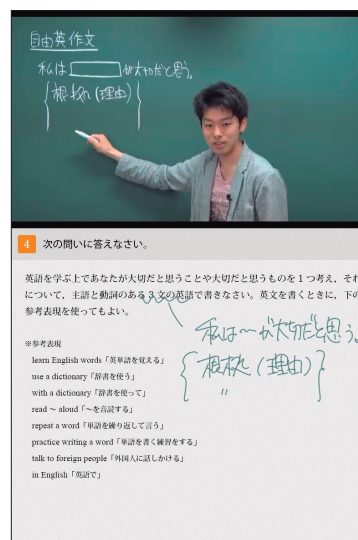 自由英作文
私は が大切だと思う。
根拠(理由)
4 次の問いに答えなさい。
英語を学ぶ上であなたが大切だと思うことや大切だと思うものを1つ考え,それ
について,主語と動詞のある3文の英語で書きなさい。英文を書くときに,下の
参考表現を使ってもよい。
私は〜が大切だと思う。
根拠(理由)
〃
※参考表現
learn English words「英単語を覚える」
use a dictionary「辞書を使う」
with a dictionary「辞書を使って」
read ~ aloud「~を音読する」
repeat a word「単語を繰り返して言う」
practice writing a word「単語を書く練習をする」
talk to foreign people「外国人に話しかける」
in English「英語で」